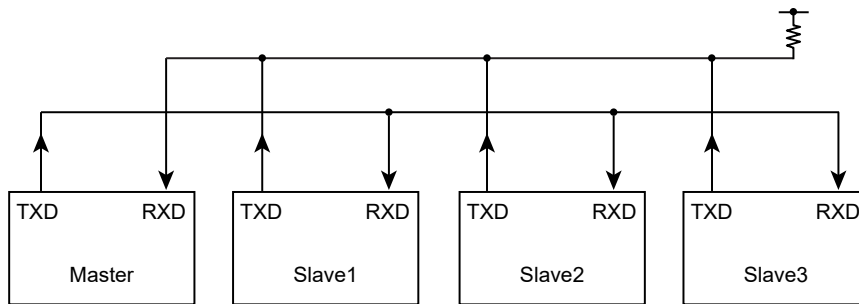 TXD RXD TXD RXD TXD RXD TXD RXD
Master Slave1 Slave2 Slave3